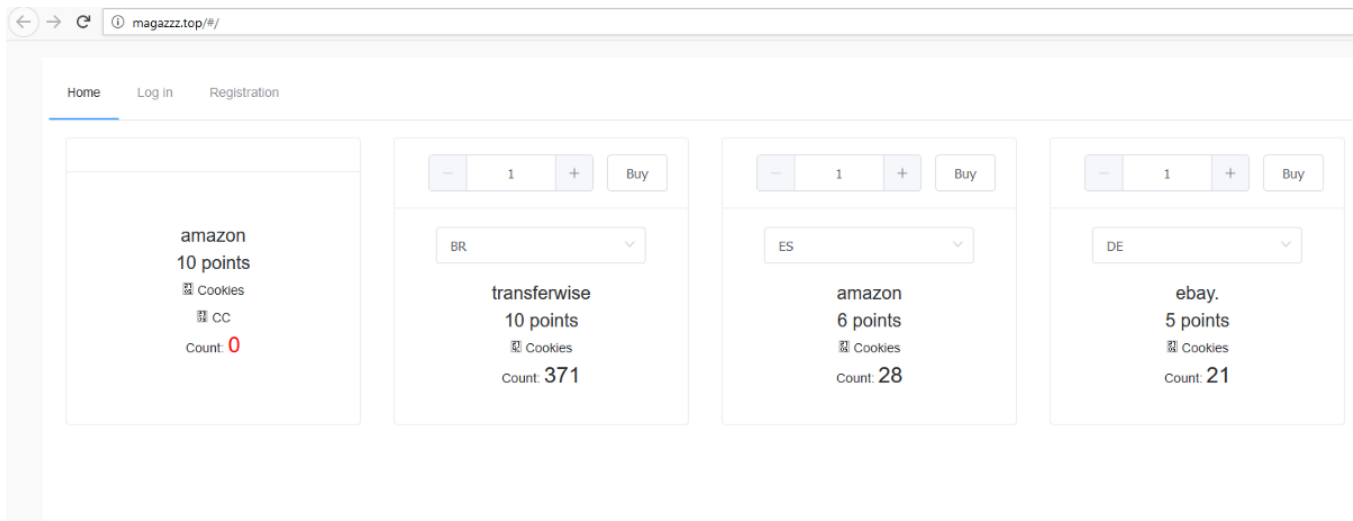 magazzz.top/#/
Home Log in Registration
amazon
10 points
Cookies
CC
Count: 0
1 Buy
BR
transferwise
10 points
Cookies
Count: 371
1 Buy
ES
amazon
6 points
Cookies
Count: 28
1 Buy
DE
ebay.
5 points
Cookies
Count: 21